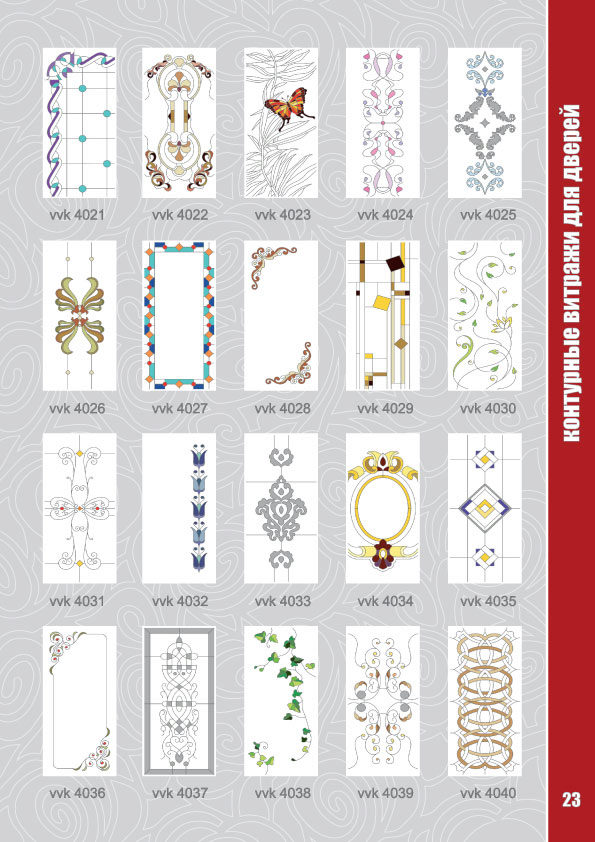 vvk 4021 vvk 4022 vvk 4023 vvk 4024 vvk 4025
vvk 4026 vvk 4027 vvk 4028 vvk 4029 vvk 4030
vvk 4031 vvk 4032 vvk 4033 vvk 4034 vvk 4035
vvk 4036 vvk 4037 vvk 4038 vvk 4039 vvk 4040
контурные витражи для дверей
23